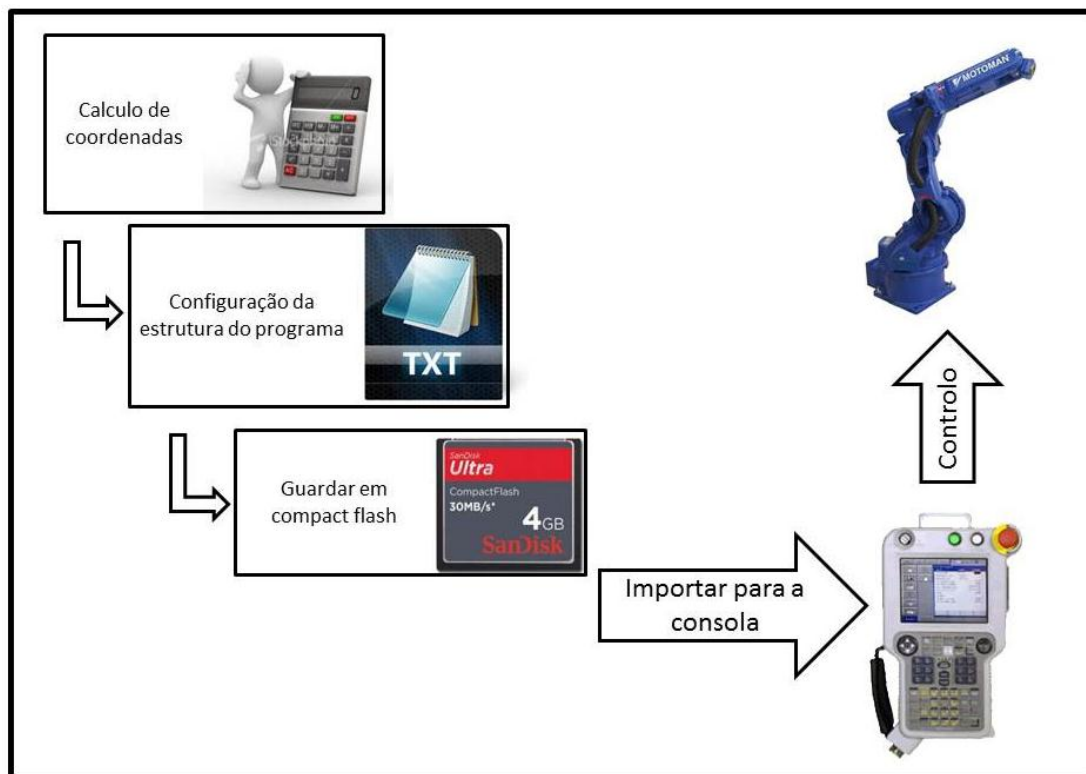 Calculo de
coordenadas
Configuração da
estrutura do programa
TXT
SanDisk
Ultra
CompactFlash
30MB/s*
4GB
SanDisk
Guardar em
compact flash
Importar para a
consola
Controlo
MOTOMAN